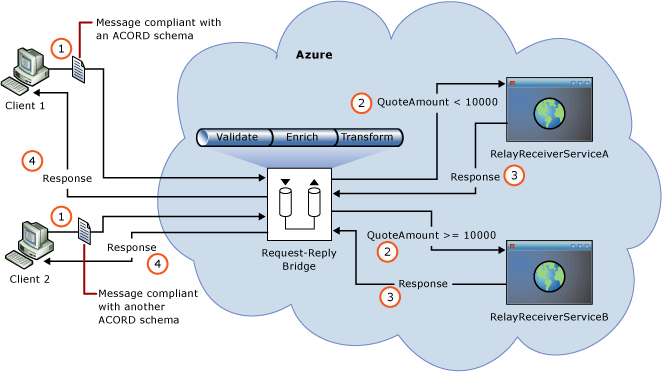 Message compliant with
an ACORD schema
1
Client 1
Azure
2
QuoteAmount < 10000
Validate
Enrich
Transform
RelayReceiverServiceA
4
Response
Response
3
1
Request-Reply
Bridge
QuoteAmount >= 10000
2
Response
4
Client 2
Response
3
Message compliant
with another
ACORD schema
RelayReceiverServiceB